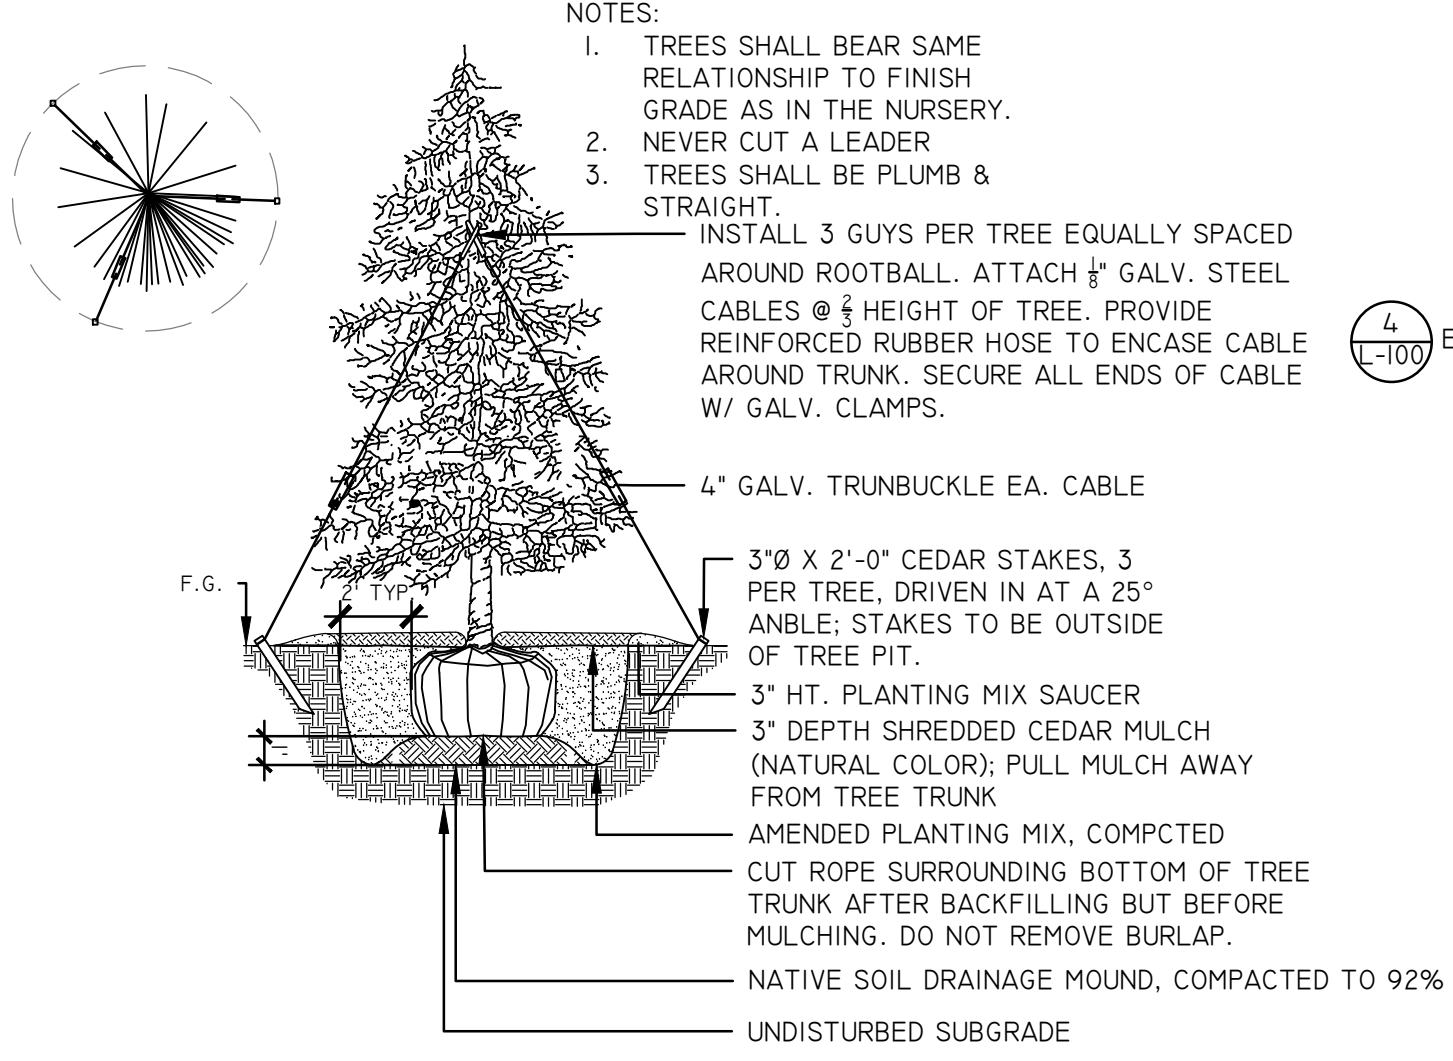 NOTES:
1. TREES SHALL BEAR SAME
RELATIONSHIP TO FINISH
GRADE AS IN THE NURSERY.
2. NEVER CUT A LEADER
3. TREES SHALL BE PLUMB &
STRAIGHT.
INSTALL 3 GUYS PER TREE EQUALLY SPACED
AROUND ROOTBALL. ATTACH 1/8" GALV. STEEL
CABLES @ 2/3 HEIGHT OF TREE. PROVIDE
REINFORCED RUBBER HOSE TO ENCASE CABLE
AROUND TRUNK. SECURE ALL ENDS OF CABLE
W/ GALV. CLAMPS.
4
L-100
E
4" GALV. TRUNBUCKLE EA. CABLE
3"Ø X 2'-0" CEDAR STAKES, 3
PER TREE, DRIVEN IN AT A 25°
ANBLE; STAKES TO BE OUTSIDE
OF TREE PIT.
F.G.
2' TYP
3" HT. PLANTING MIX SAUCER
3" DEPTH SHREDDED CEDAR MULCH
(NATURAL COLOR); PULL MULCH AWAY
FROM TREE TRUNK
AMENDED PLANTING MIX, COMPCTED
CUT ROPE SURROUNDING BOTTOM OF TREE
TRUNK AFTER BACKFILLING BUT BEFORE
MULCHING. DO NOT REMOVE BURLAP.
NATIVE SOIL DRAINAGE MOUND, COMPACTED TO 92%
UNDISTURBED SUBGRADE